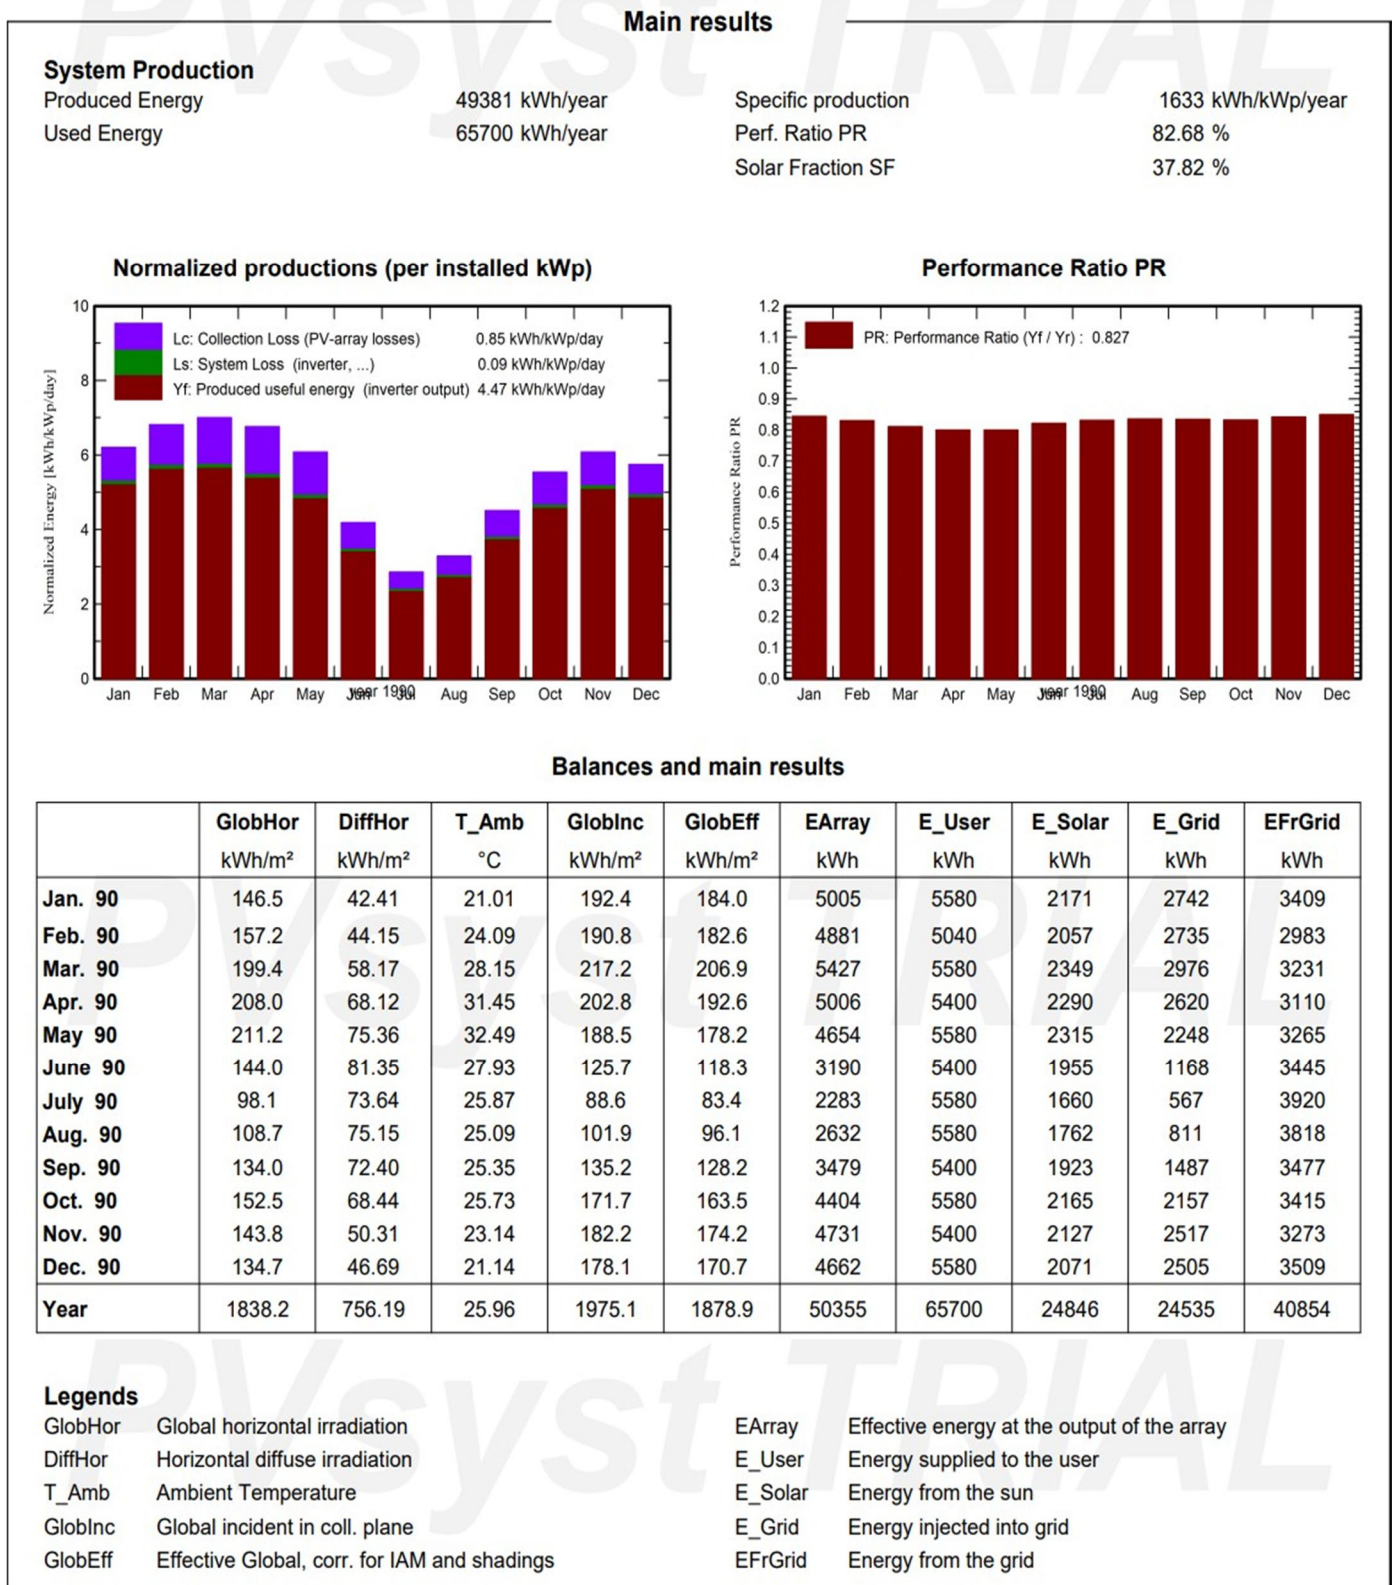 Main results
System Production
Produced Energy 49381 kWh/year Specific production 1633 kWh/kWp/year
Used Energy 65700 kWh/year Perf. Ratio PR 82.68 %
Solar Fraction SF 37.82 %
Normalized productions (per installed kWp)
Lc: Collection Loss (PV-array losses) 0.85 kWh/kWp/day
Ls: System Loss (inverter, ...) 0.09 kWh/kWp/day
Yf: Produced useful energy (inverter output) 4.47 kWh/kWp/day
Normalized Energy [kWh/kWp/day]
10
8
6
4
2
0
Jan Feb Mar Apr May Jun Jul Aug Sep Oct Nov Dec
year 1990
Performance Ratio PR
PR: Performance Ratio (Yf / Yr) : 0.827
Performance Ratio PR
1.2
1.1
1.0
0.9
0.8
0.7
0.6
0.5
0.4
0.3
0.2
0.1
0.0
Jan Feb Mar Apr May Jun Jul Aug Sep Oct Nov Dec
year 1990
Balances and main results
GlobHor DiffHor T_Amb GlobInc GlobEff EArray E_User E_Solar E_Grid EFrGrid
kWh/m² kWh/m² °C kWh/m² kWh/m² kWh kWh kWh kWh kWh
Jan. 90 146.5 42.41 21.01 192.4 184.0 5005 5580 2171 2742 3409
Feb. 90 157.2 44.15 24.09 190.8 182.6 4881 5040 2057 2735 2983
Mar. 90 199.4 58.17 28.15 217.2 206.9 5427 5580 2349 2976 3231
Apr. 90 208.0 68.12 31.45 202.8 192.6 5006 5400 2290 2620 3110
May 90 211.2 75.36 32.49 188.5 178.2 4654 5580 2315 2248 3265
June 90 144.0 81.35 27.93 125.7 118.3 3190 5400 1955 1168 3445
July 90 98.1 73.64 25.87 88.6 83.4 2283 5580 1660 567 3920
Aug. 90 108.7 75.15 25.09 101.9 96.1 2632 5580 1762 811 3818
Sep. 90 134.0 72.40 25.35 135.2 128.2 3479 5400 1923 1487 3477
Oct. 90 152.5 68.44 25.73 171.7 163.5 4404 5580 2165 2157 3415
Nov. 90 143.8 50.31 23.14 182.2 174.2 4731 5400 2127 2517 3273
Dec. 90 134.7 46.69 21.14 178.1 170.7 4662 5580 2071 2505 3509
Year 1838.2 756.19 25.96 1975.1 1878.9 50355 65700 24846 24535 40854
Legends
GlobHor Global horizontal irradiation EArray Effective energy at the output of the array
DiffHor Horizontal diffuse irradiation E_User Energy supplied to the user
T_Amb Ambient Temperature E_Solar Energy from the sun
GlobInc Global incident in coll. plane E_Grid Energy injected into grid
GlobEff Effective Global, corr. for IAM and shadings EFrGrid Energy from the grid
PVsyst TRIAL
PVsyst TRIAL
PVsyst TRIAL